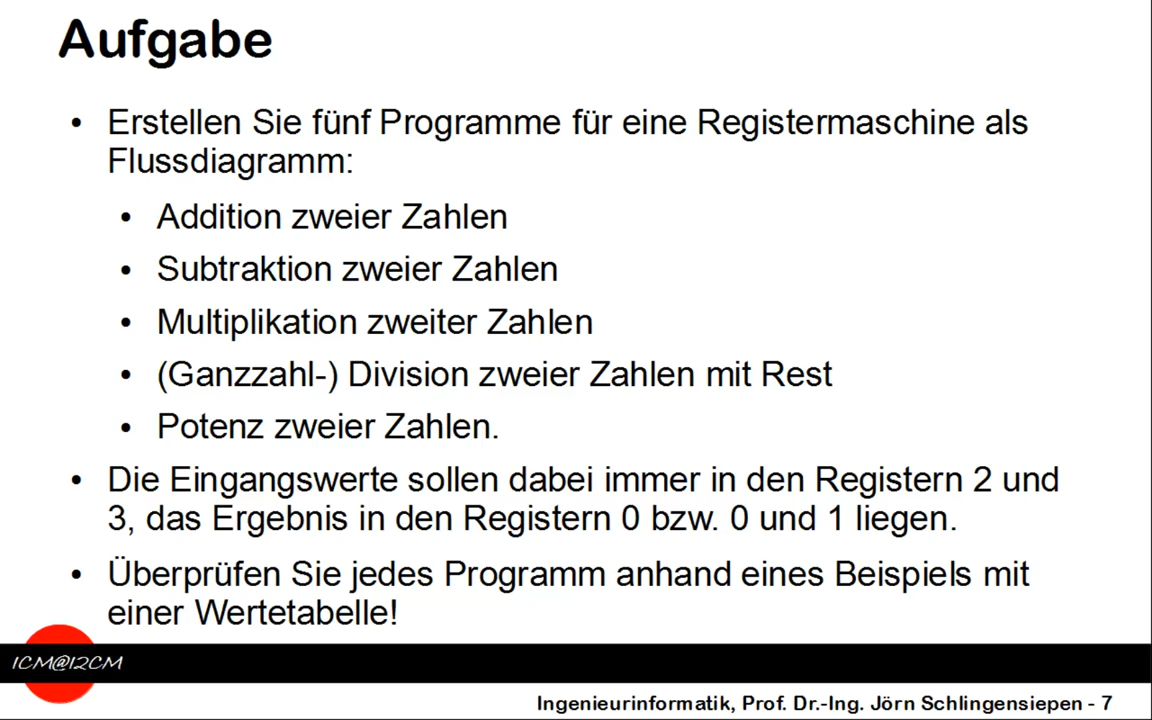 Aufgabe
• Erstellen Sie fünf Programme für eine Registermaschine als
Flussdiagramm:
• Addition zweier Zahlen
• Subtraktion zweier Zahlen
• Multiplikation zweiter Zahlen
• (Ganzzahl-) Division zweier Zahlen mit Rest
• Potenz zweier Zahlen.
• Die Eingangswerte sollen dabei immer in den Registern 2 und
3, das Ergebnis in den Registern 0 bzw. 0 und 1 liegen.
• Überprüfen Sie jedes Programm anhand eines Beispiels mit
einer Wertetabelle!
1CM@12CM
Ingenieurinformatik, Prof. Dr.-Ing. Jörn Schlingensiepen - 7